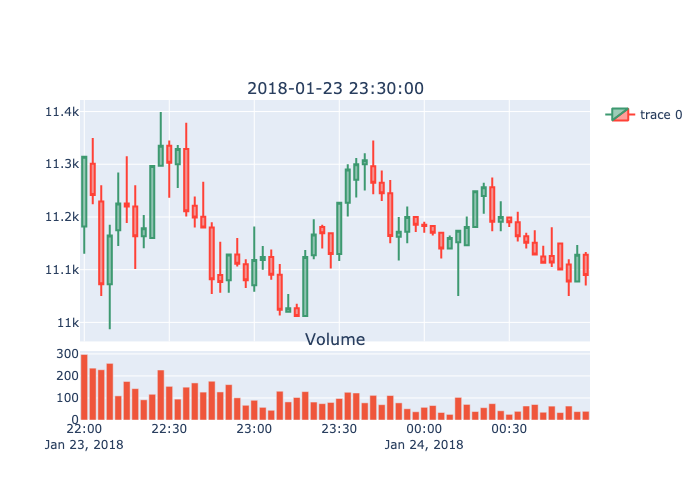 2018-01-23 23:30:00
trace 0
11.4k
11.3k
11.2k
11.1k
11k
Volume
300
200
100
0
22:00 22:30 23:00 23:30 00:00 00:30
Jan 23, 2018 Jan 24, 2018